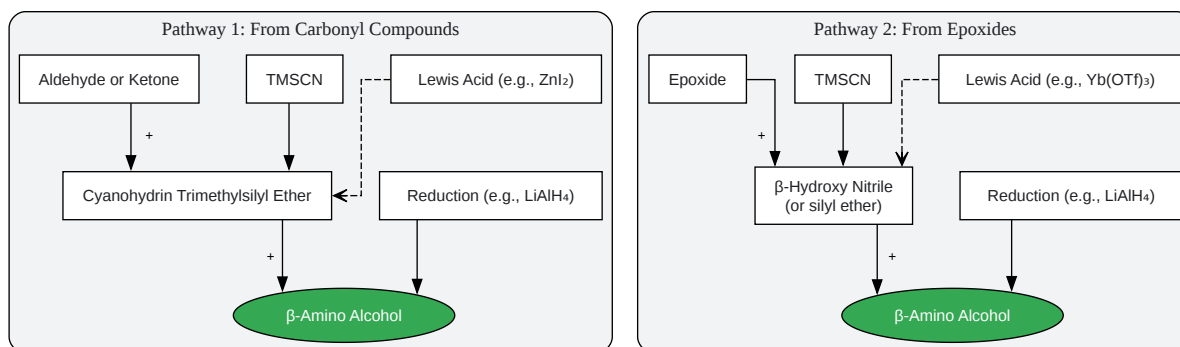 Pathway 1: From Carbonyl Compounds
Aldehyde or Ketone
TMSCN
Lewis Acid (e.g., ZnI₂)
+
Cyanohydrin Trimethylsilyl Ether
Reduction (e.g., LiAlH₄)
+
β-Amino Alcohol
Pathway 2: From Epoxides
Epoxide
TMSCN
Lewis Acid (e.g., Yb(OTf)₃)
+
β-Hydroxy Nitrile
(or silyl ether)
Reduction (e.g., LiAlH₄)
+
β-Amino Alcohol